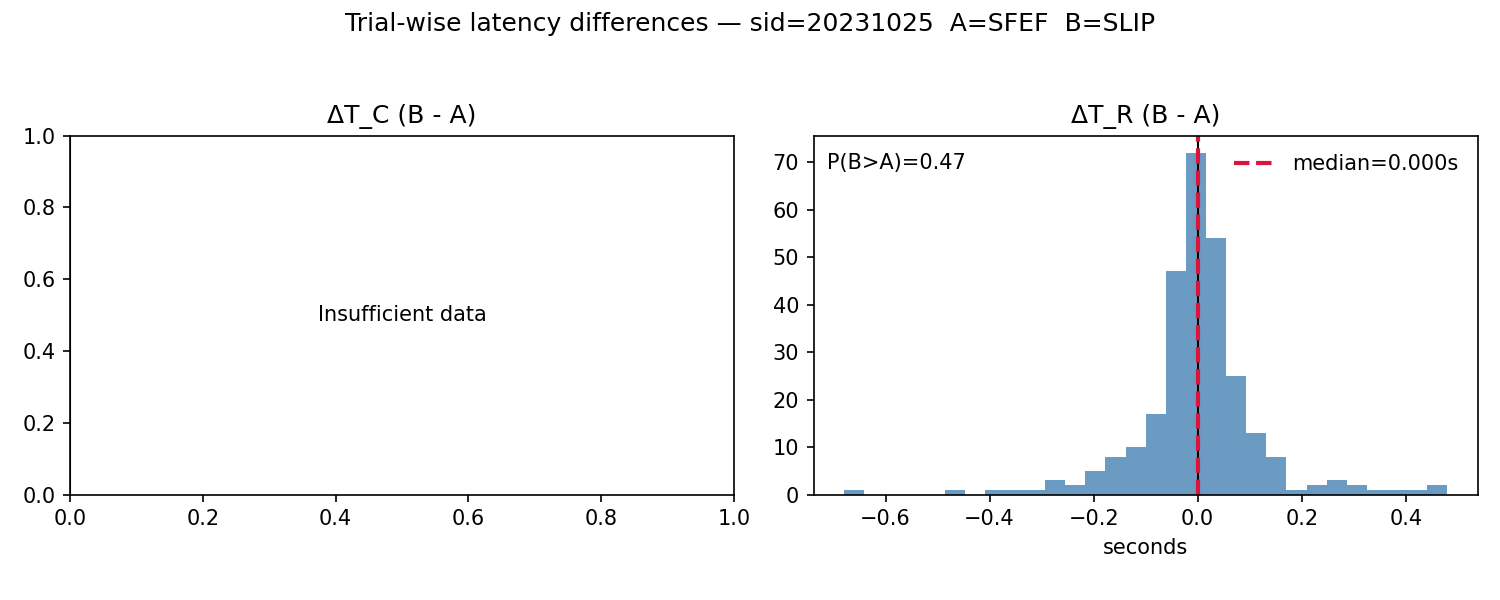 Trial-wise latency differences — sid=20231025  A=SFEF  B=SLIP
ΔT_C (B - A)
1.0
0.8
0.6
0.4
0.2
0.0
Insufficient data
0.0 0.2 0.4 0.6 0.8 1.0
ΔT_R (B - A)
70
60
50
40
30
20
10
0
P(B>A)=0.47
median=0.000s
−0.6 −0.4 −0.2 0.0 0.2 0.4
seconds